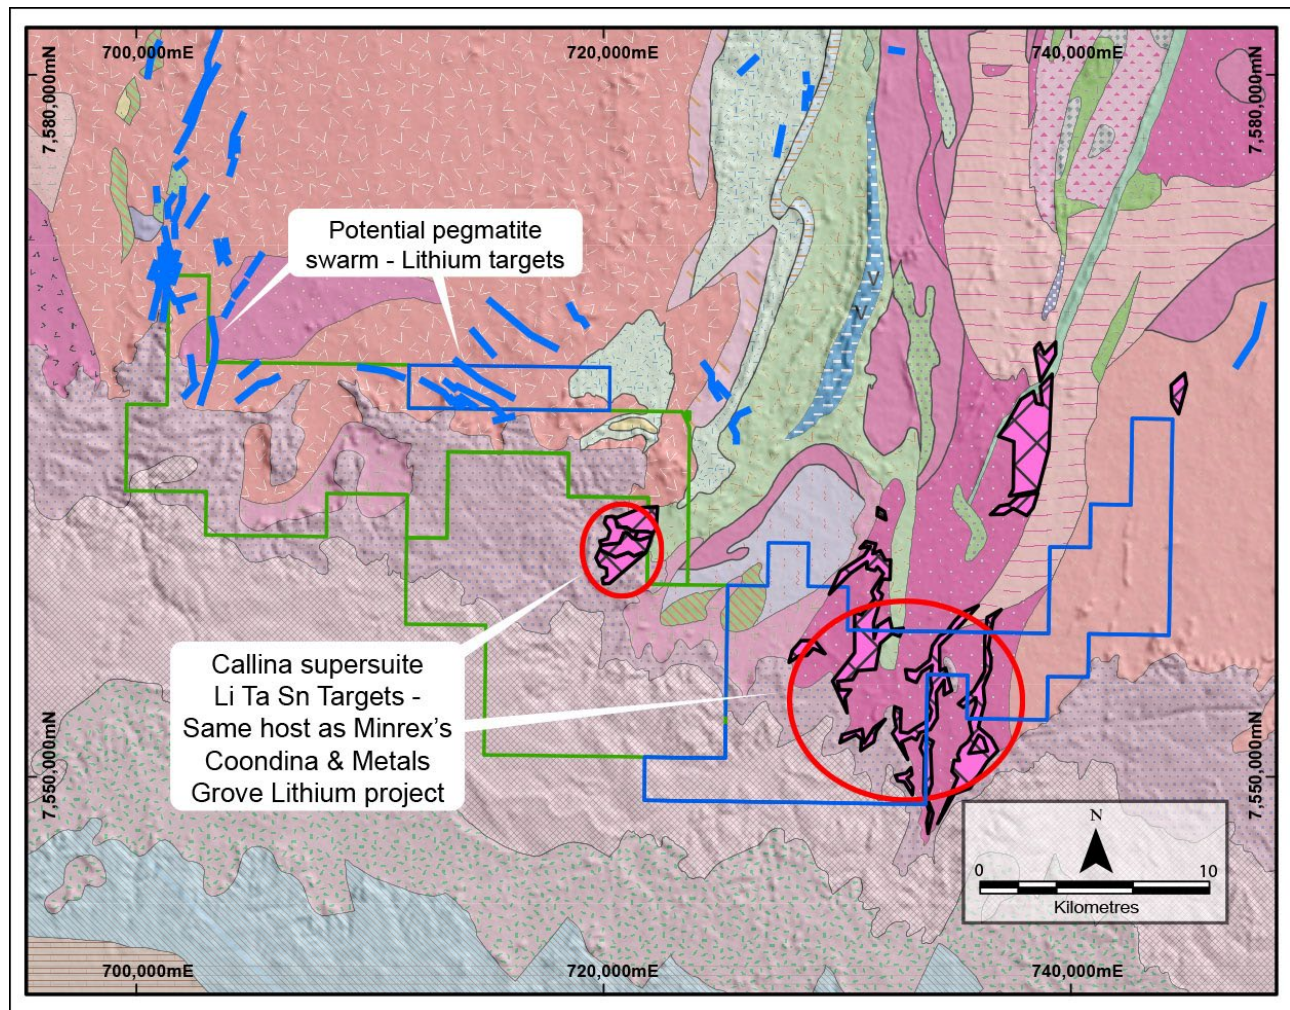 700,000mE
720,000mE
740,000mE
7,580,000mN
7,580,000mN
Potential pegmatite
swarm - Lithium targets
V
V
Callina supersuite
Li Ta Sn Targets -
Same host as Minrex's
Coondina & Metals
Grove Lithium project
7,550,000mN
7,550,000mN
N
0
10
Kilometres
700,000mE
720,000mE
740,000mE